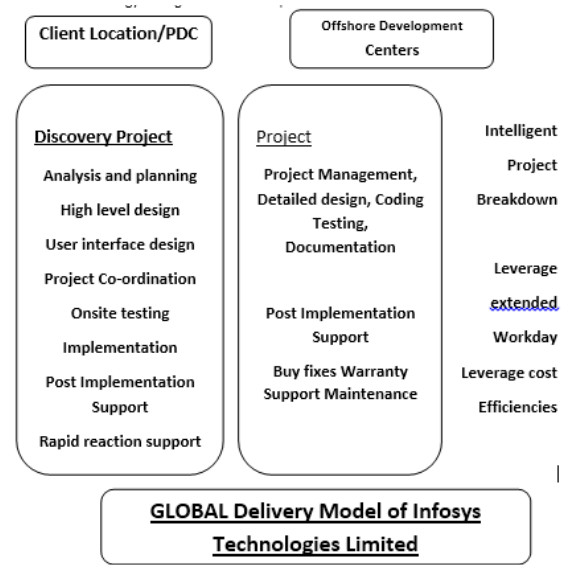 Client Location/PDC
Offshore Development
Centers
Discovery Project
Analysis and planning
High level design
User interface design
Project Co-ordination
Onsite testing
Implementation
Post Implementation
Support
Rapid reaction support
Project
Project Management,
Detailed design, Coding
Testing,
Documentation
Post Implementation
Support
Buy fixes Warranty
Support Maintenance
Intelligent
Project
Breakdown
Leverage
extended
Workday
Leverage cost
Efficiencies
GLOBAL Delivery Model of Infosys
Technologies Limited